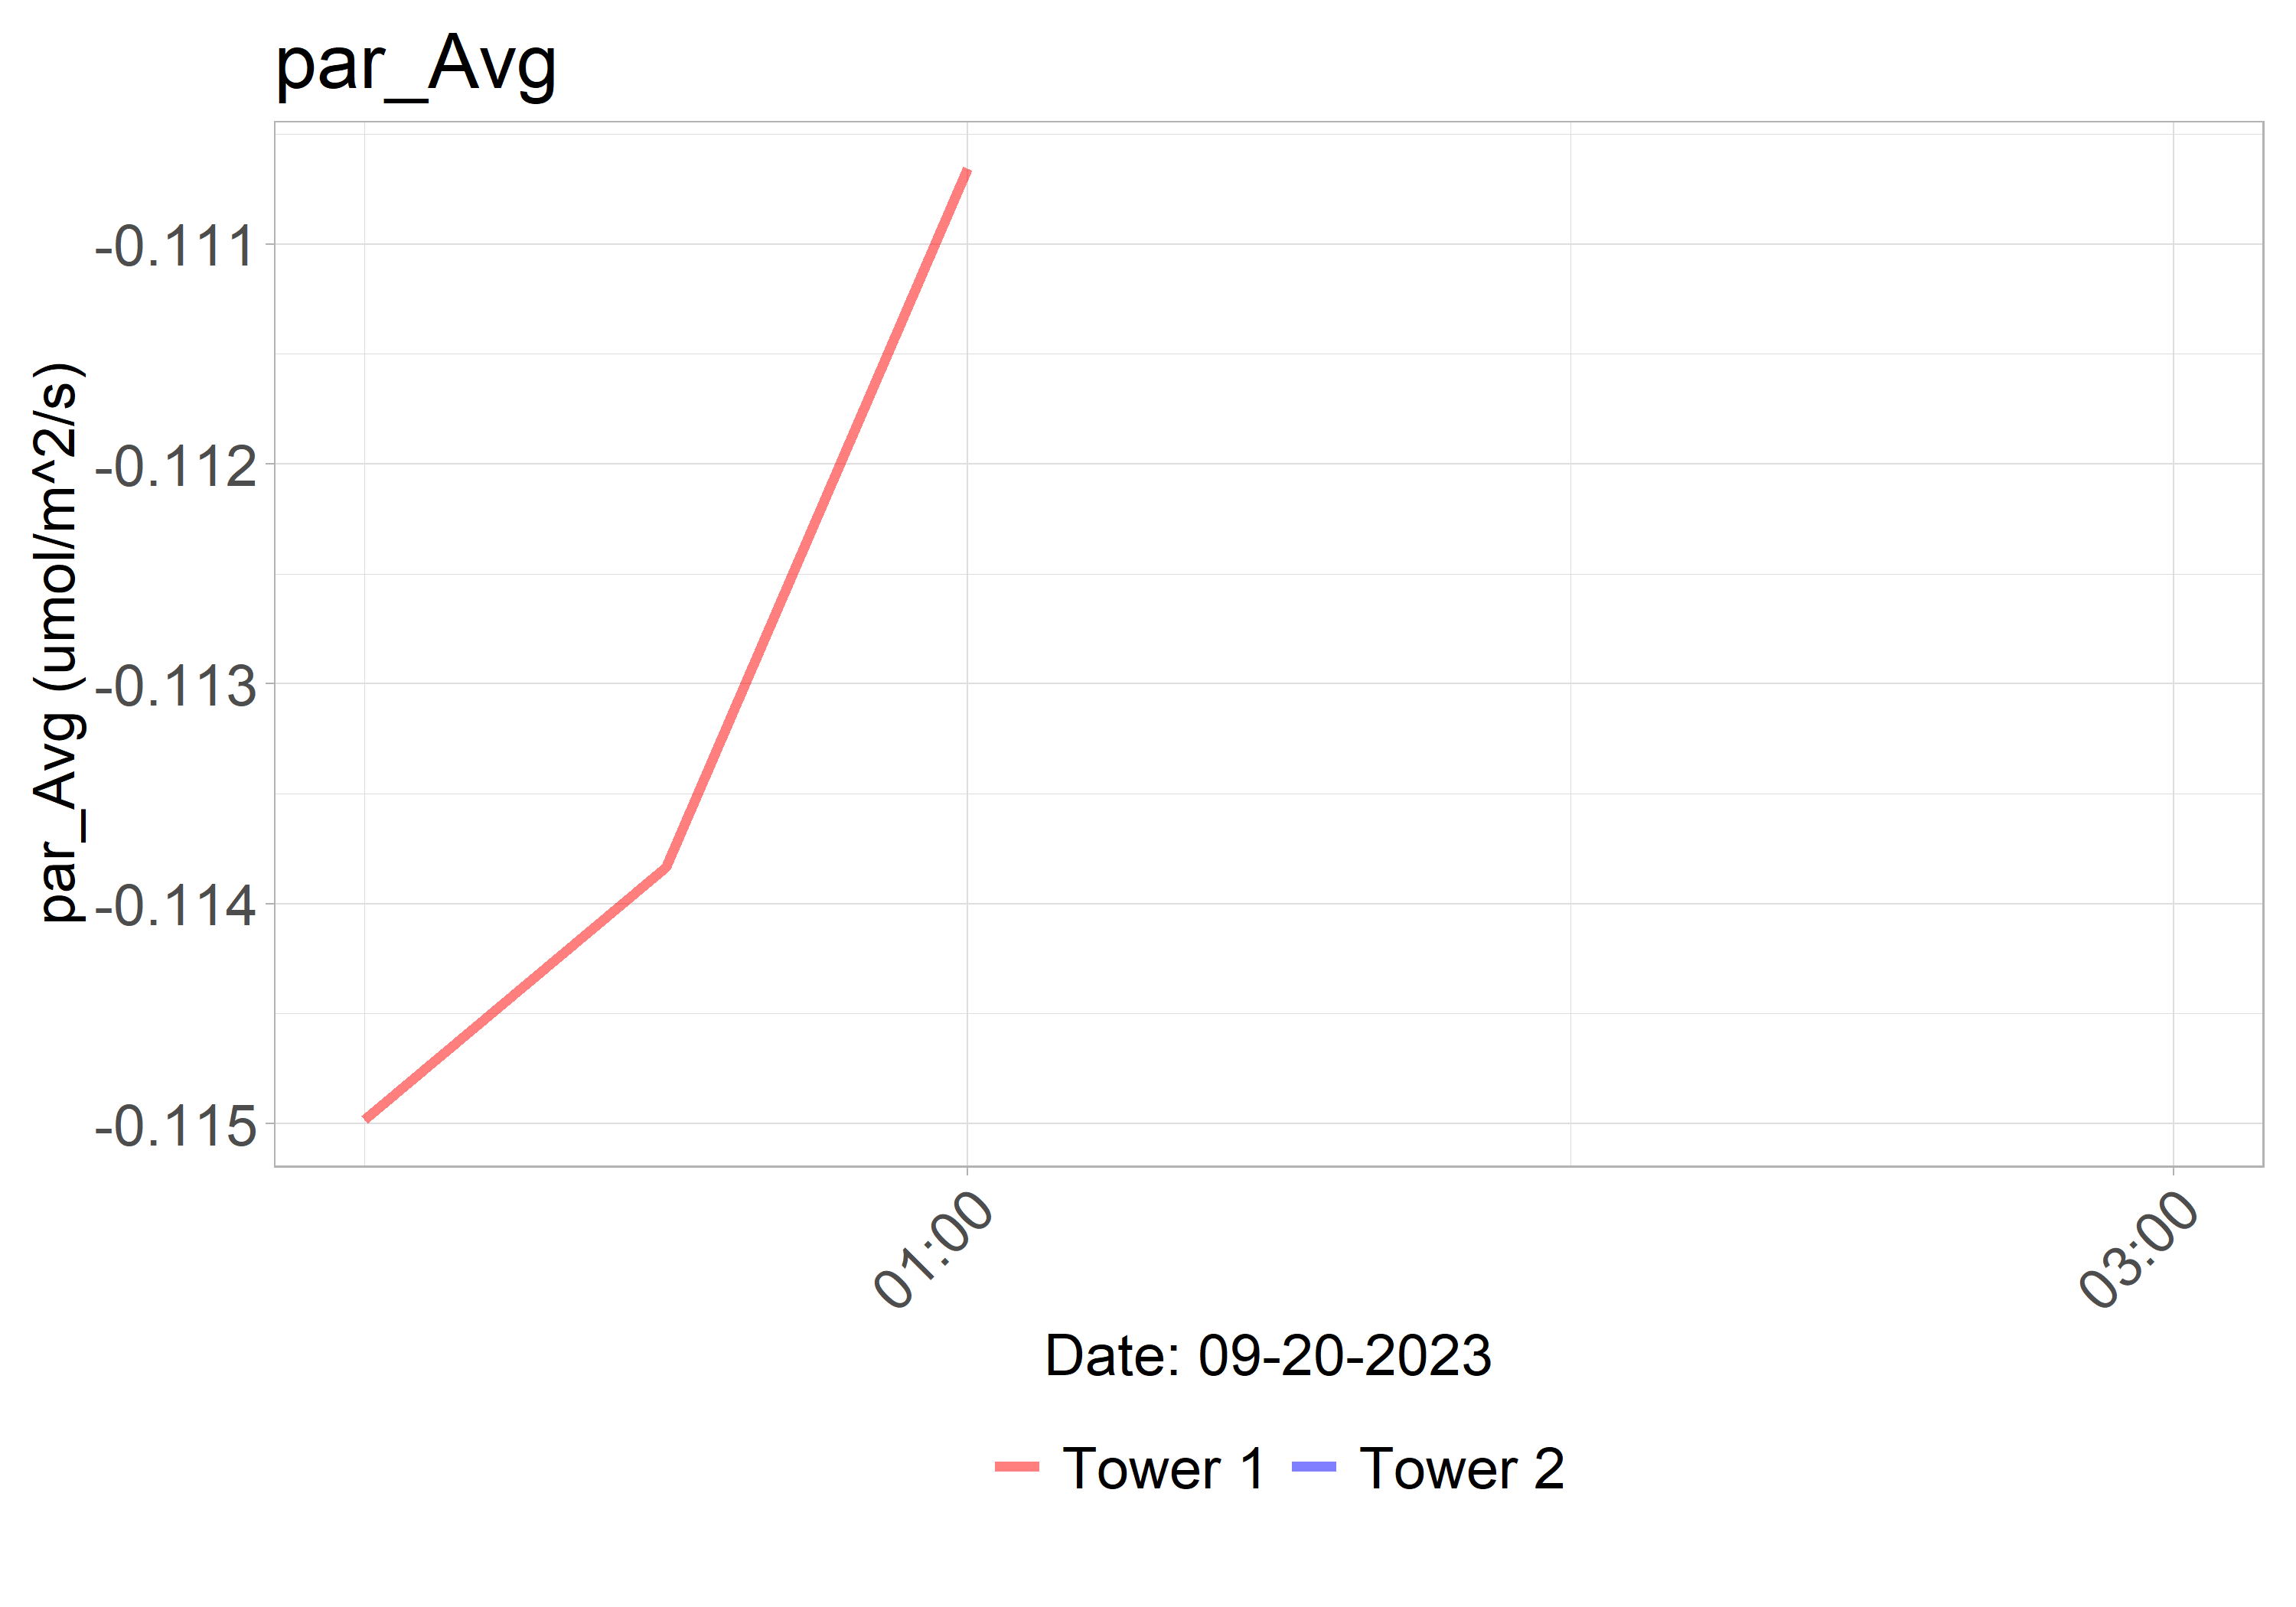 par_Avg
par_Avg (umol/m^2/s)
-0.111
-0.112
-0.113
-0.114
-0.115
01:00
03:00
Date: 09-20-2023
Tower 1
Tower 2